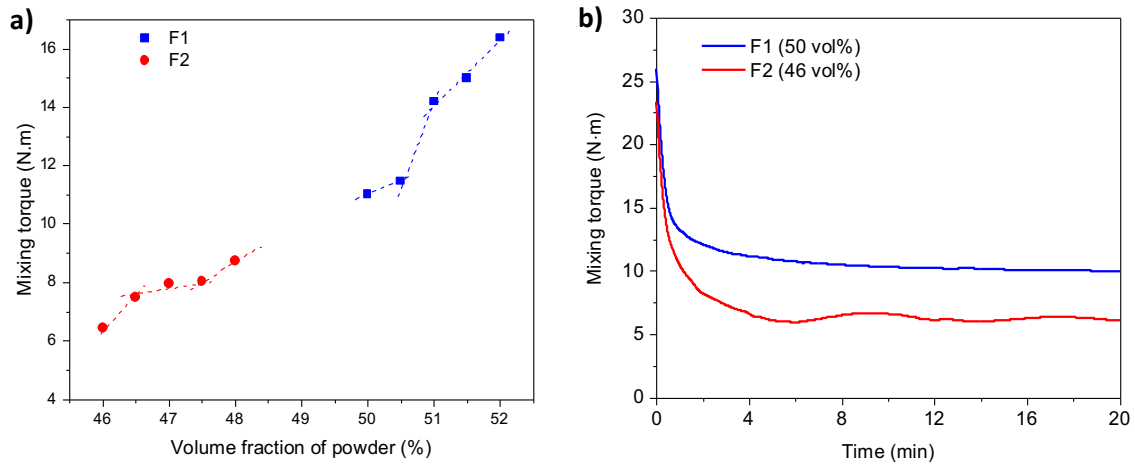 a)
F1
F2
Mixing torque (N.m)
16
14
12
10
8
6
4
46
47
48
49
50
51
52
Volume fraction of powder (%)
b)
F1 (50 vol%)
F2 (46 vol%)
Mixing torque (N·m)
30
25
20
15
10
5
0
0
4
8
12
16
20
Time (min)